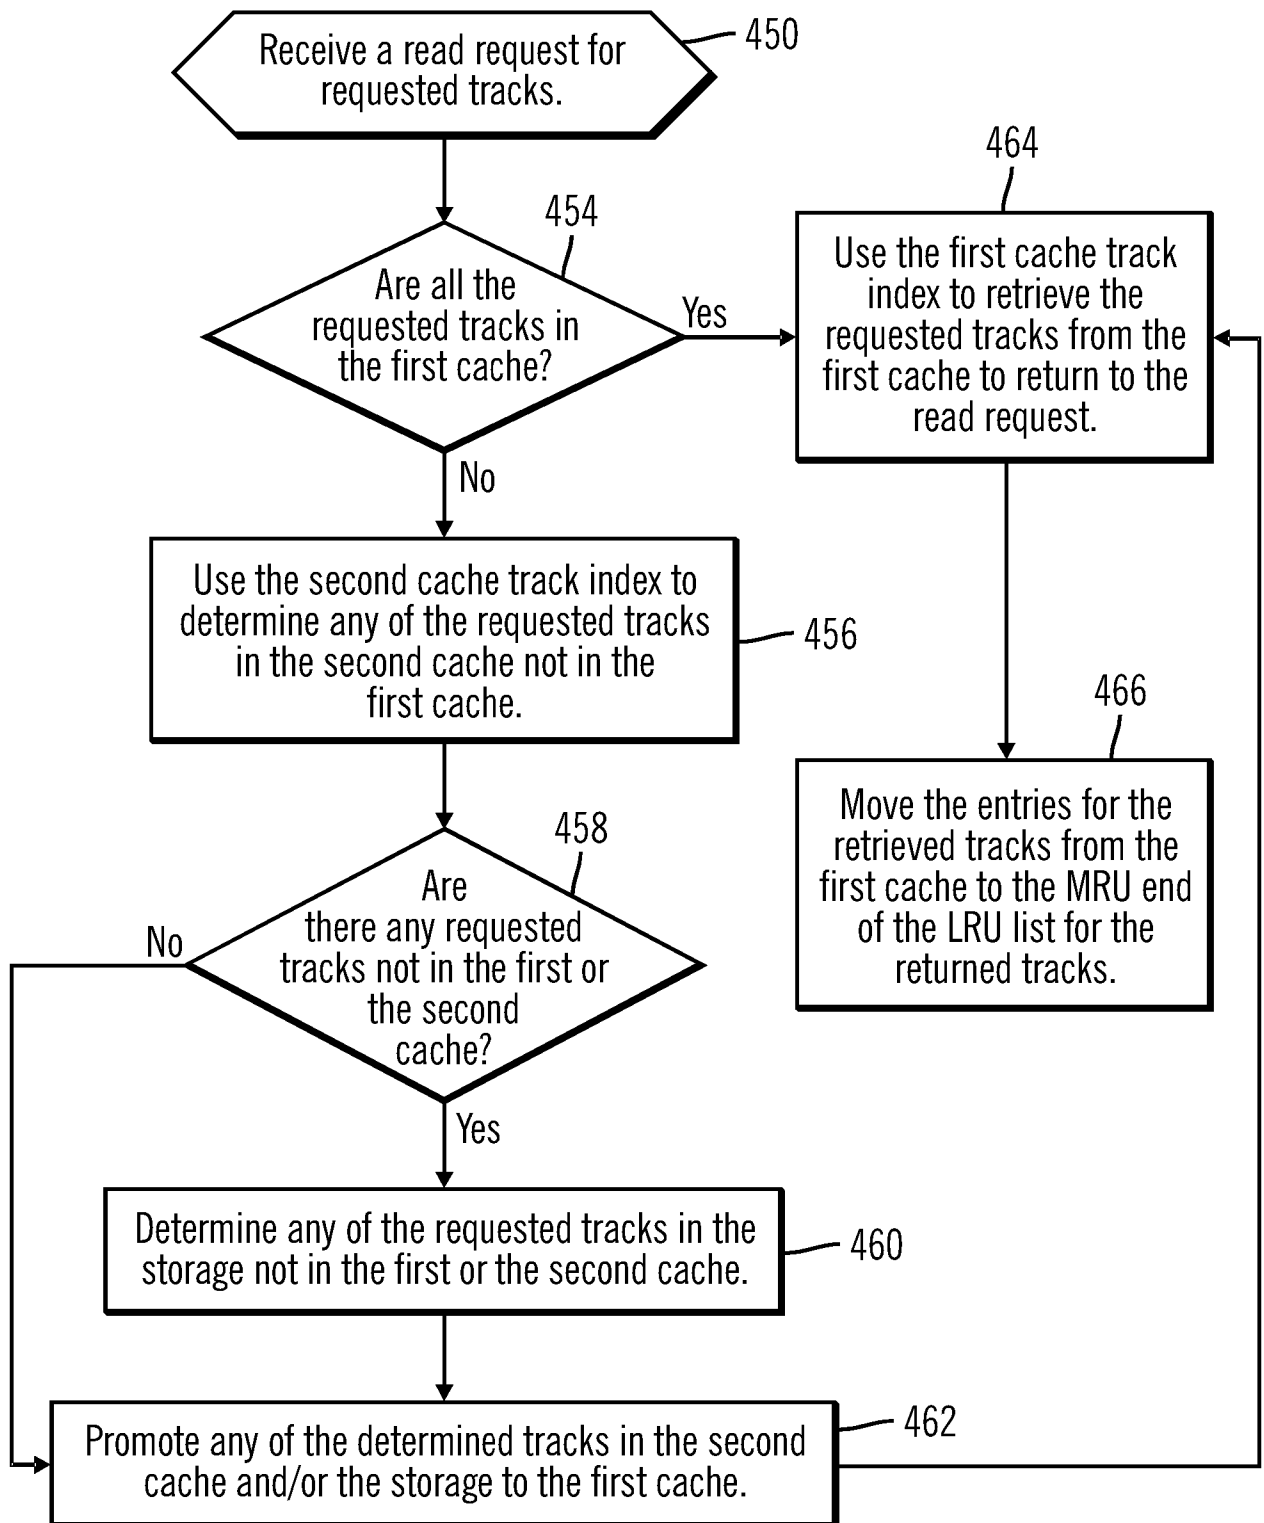 Receive a read request for
requested tracks.
450
454
Are all the
requested tracks in
the first cache?
Yes
No
464
Use the first cache track
index to retrieve the
requested tracks from the
first cache to return to the
read request.
Use the second cache track index to
determine any of the requested tracks
in the second cache not in the
first cache.
456
466
Move the entries for the
retrieved tracks from the
first cache to the MRU end
of the LRU list for the
returned tracks.
458
Are
there any requested
tracks not in the first or
the second
cache?
No
Yes
Determine any of the requested tracks in the
storage not in the first or the second cache.
460
Promote any of the determined tracks in the second
cache and/or the storage to the first cache.
462